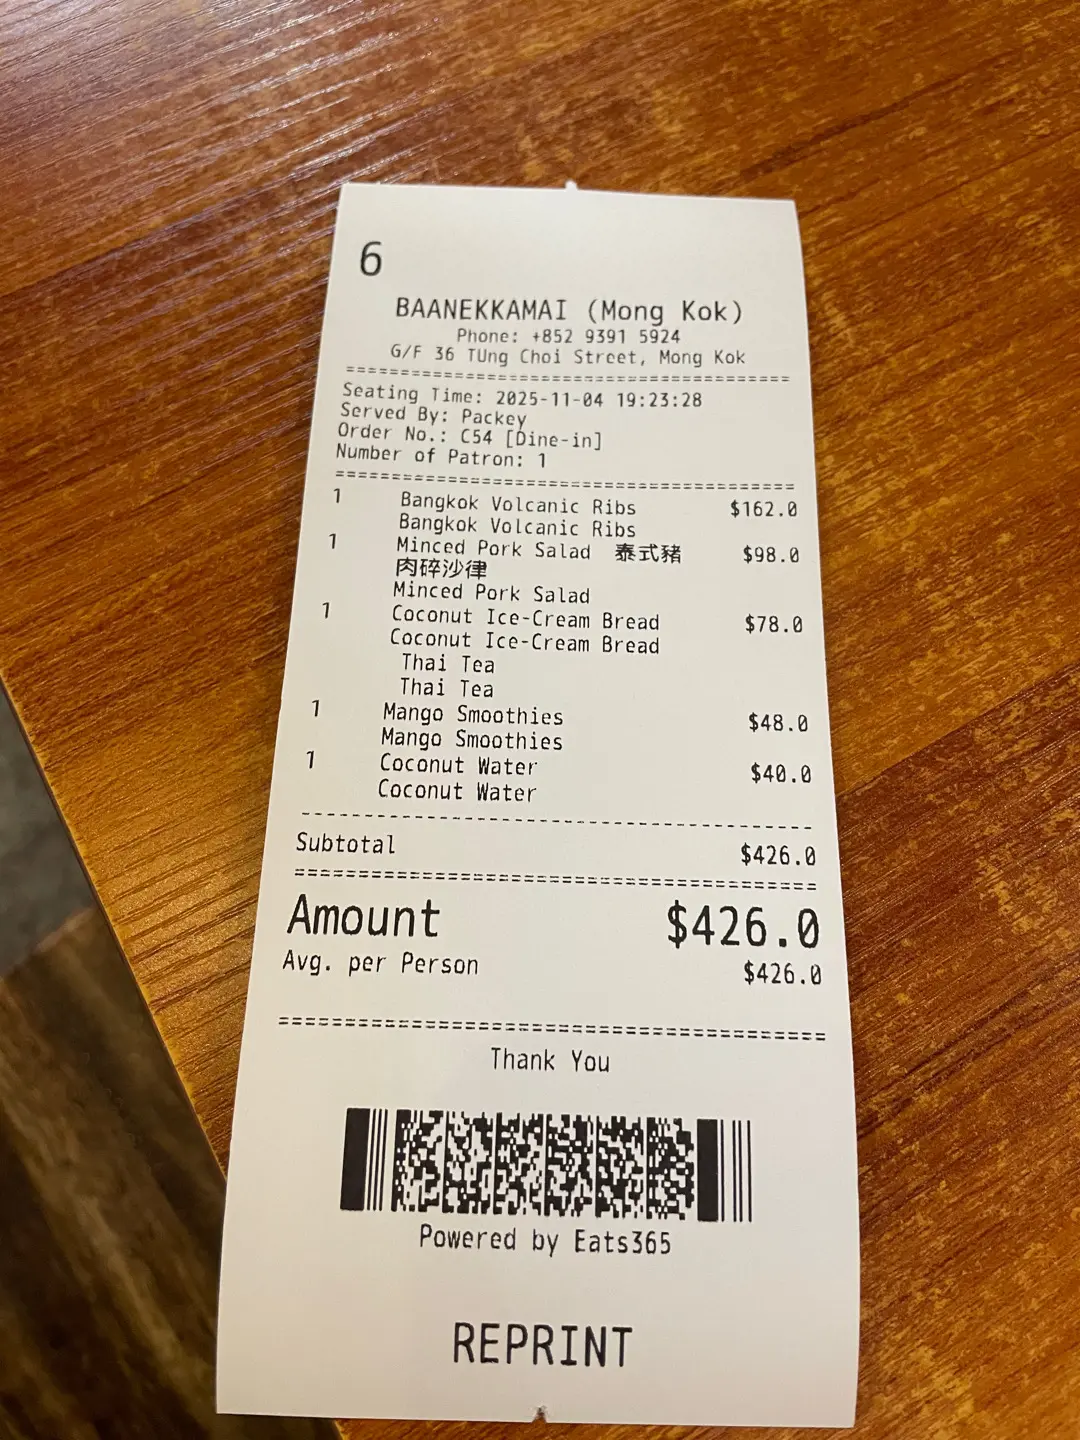 6
BAANEKKAMAI (Mong Kok)
Phone: +852 9391 5924
G/F 36 TUng Choi Street, Mong Kok
Seating Time: 2025-11-04 19:23:28
Served By: Packey
Order No.: C54 [Dine-in]
Number of Patron: 1
1 Bangkok Volcanic Ribs $162.0
Bangkok Volcanic Ribs
1 Minced Pork Salad 泰式豬 $98.0
肉碎沙律
Minced Pork Salad
1 Coconut Ice-Cream Bread $78.0
Coconut Ice-Cream Bread
Thai Tea
Thai Tea
1 Mango Smoothies $48.0
Mango Smoothies
1 Coconut Water $40.0
Coconut Water
Subtotal $426.0
Amount $426.0
Avg. per Person $426.0
Thank You
Powered by Eats365
REPRINT